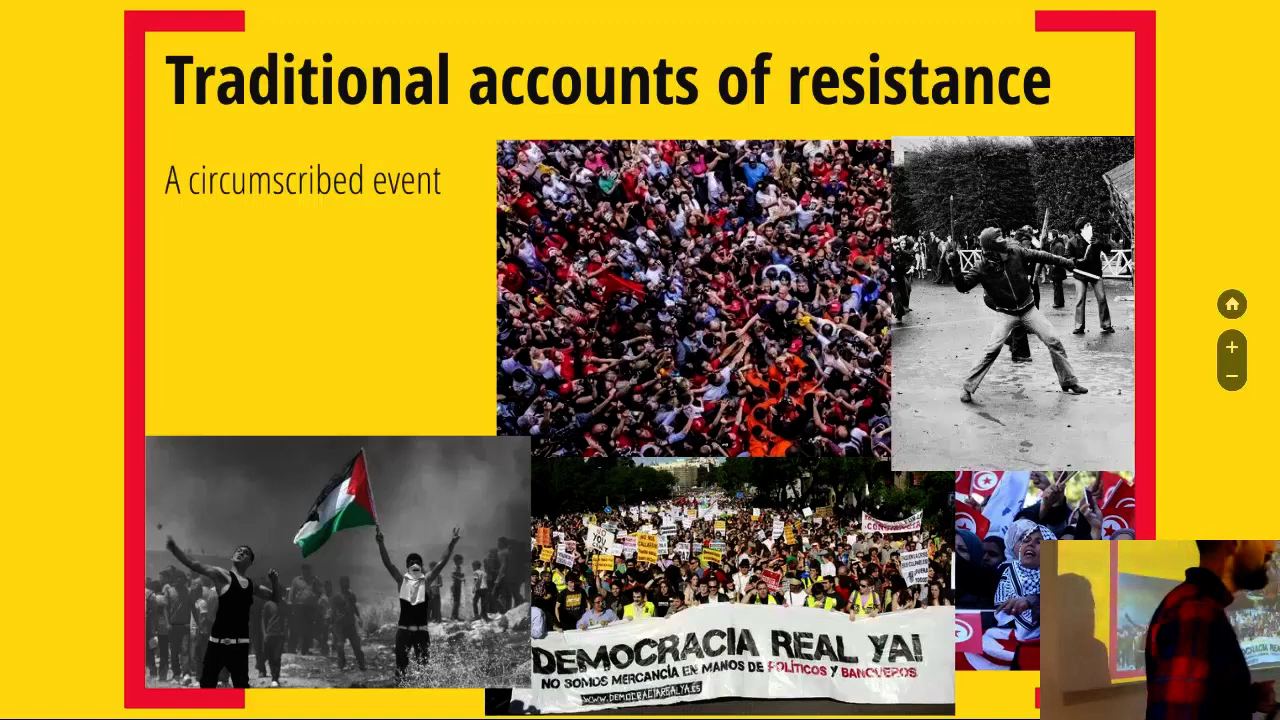 Traditional accounts of resistance
A circumscribed event
DEMOCRACIA REAL YA!
NO SOMOS MERCANCÍA EN MANOS DE POLÍTICOS Y BANQUEROS
WWW.DEMOCRACIAREALYA.ES